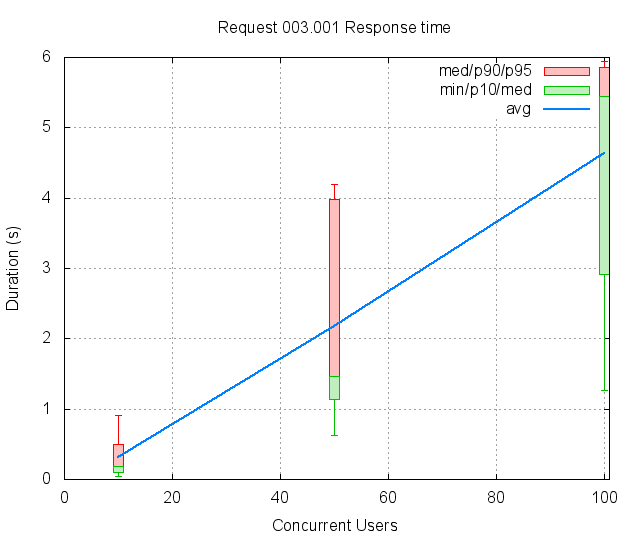 Request 003.001 Response time
med/p90/p95
min/p10/med
avg
6
5
4
3
2
1
0
Duration (s)
0 20 40 60 80 100
Concurrent Users